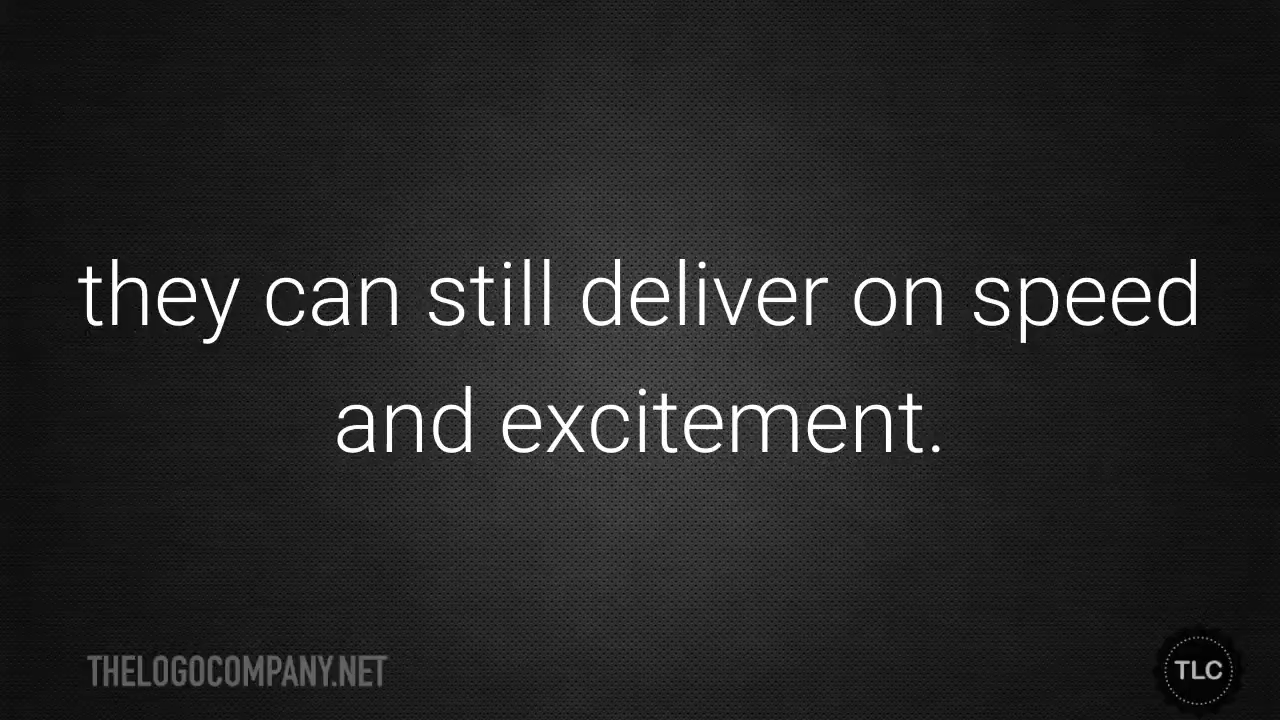 they can still deliver on speed
and excitement.
THELOGOCOMPANY.NET
TLC